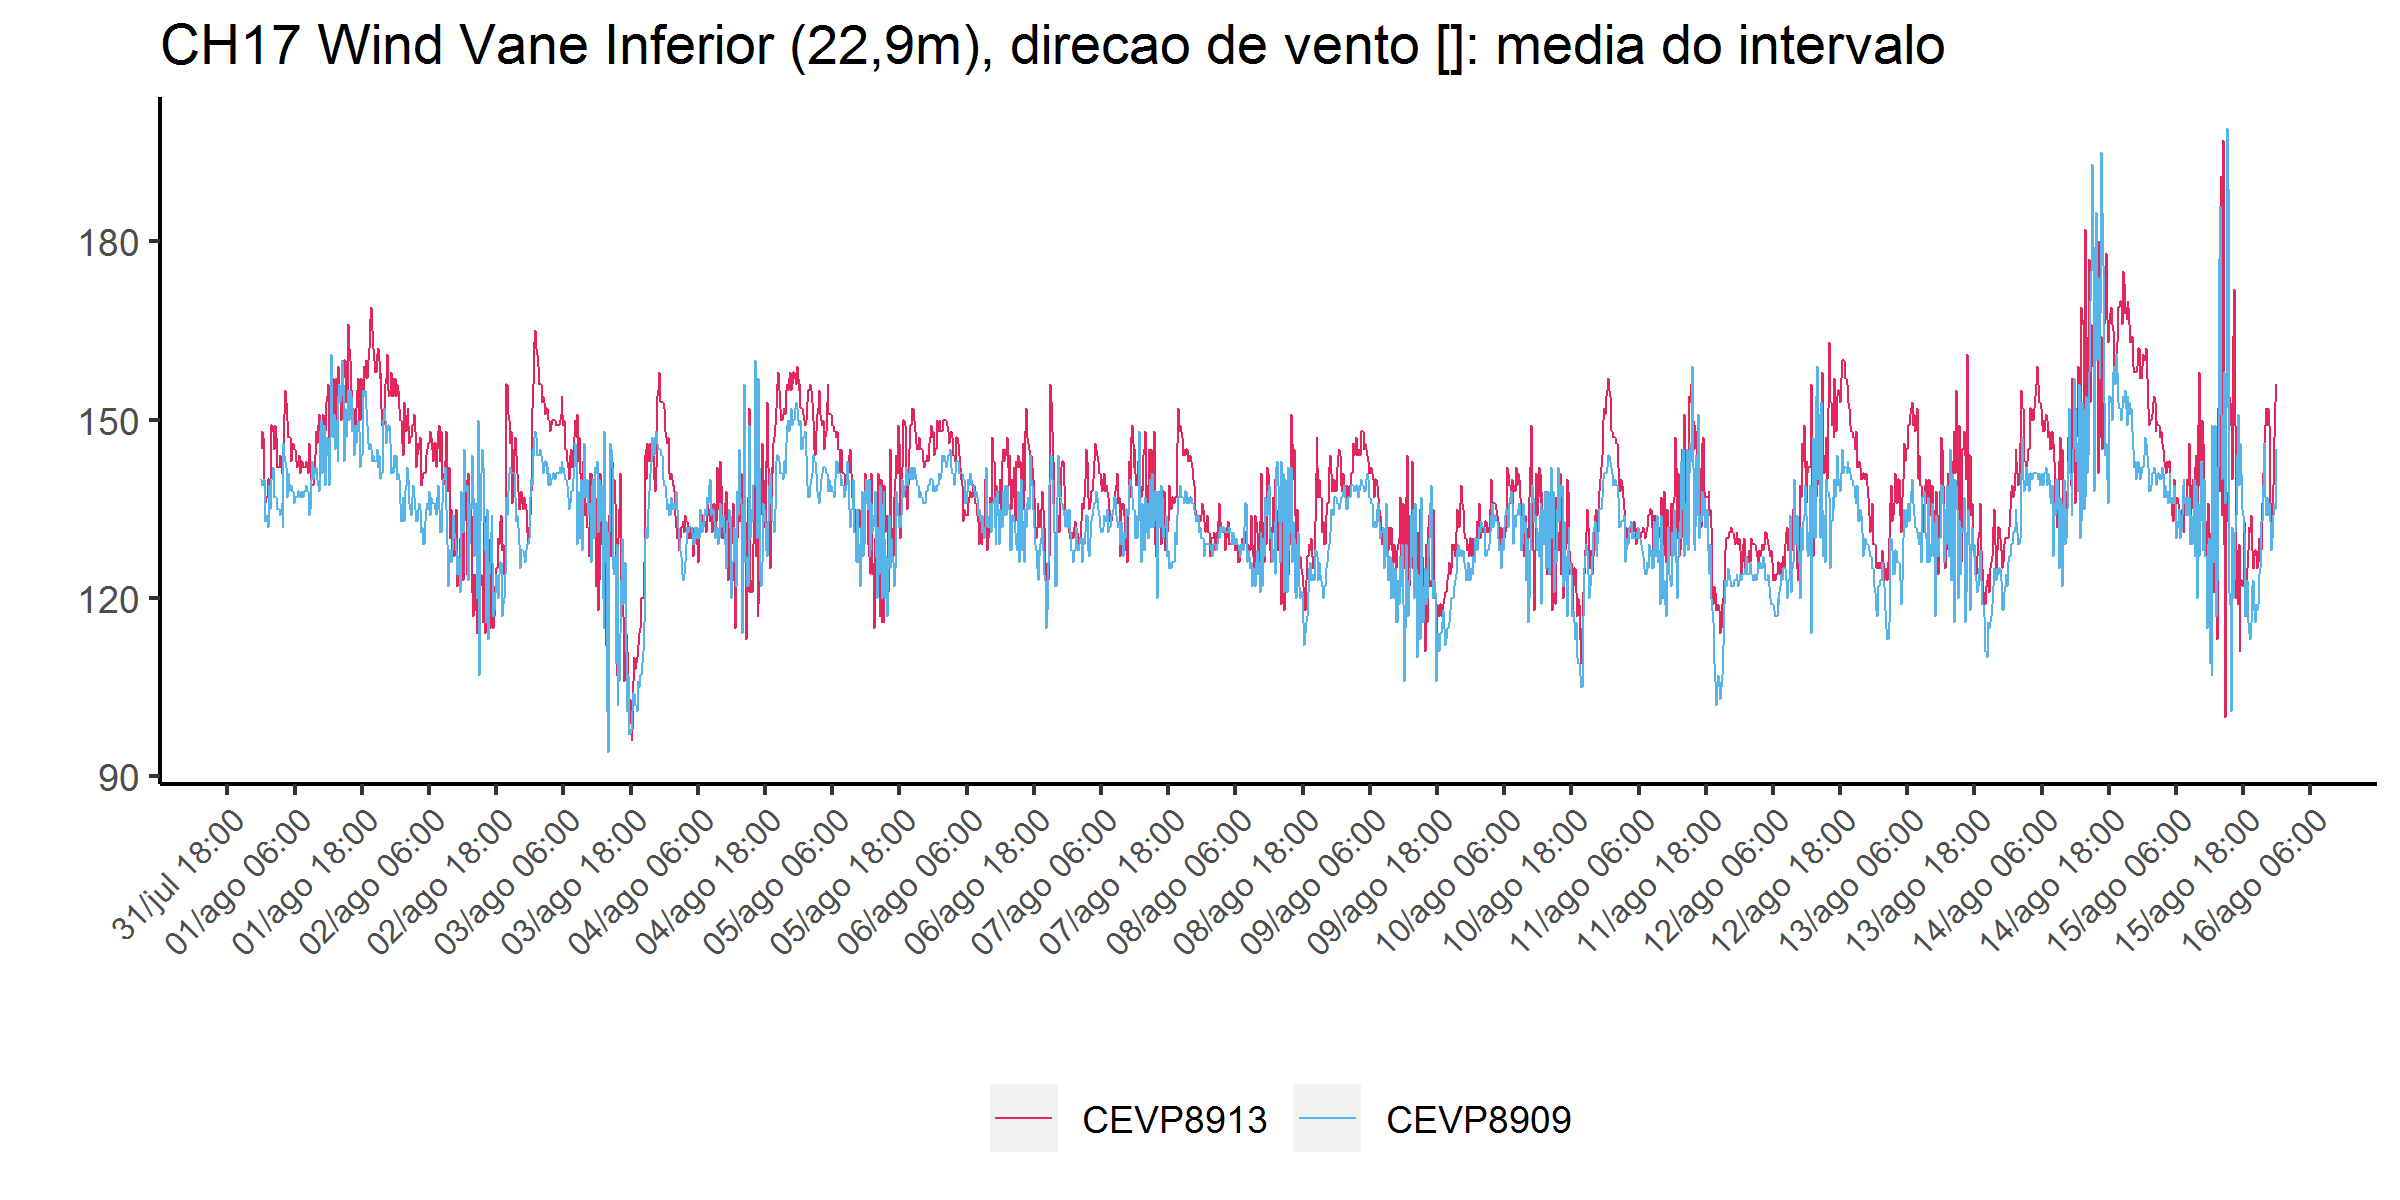 CH17 Wind Vane Inferior (22,9m), direcao de vento []: media do intervalo
180
150
120
90
31/jul 18:00
01/ago 06:00
01/ago 18:00
02/ago 06:00
02/ago 18:00
03/ago 06:00
03/ago 18:00
04/ago 06:00
04/ago 18:00
05/ago 06:00
05/ago 18:00
06/ago 06:00
06/ago 18:00
07/ago 06:00
07/ago 18:00
08/ago 06:00
08/ago 18:00
09/ago 06:00
09/ago 18:00
10/ago 06:00
10/ago 18:00
11/ago 06:00
11/ago 18:00
12/ago 06:00
12/ago 18:00
13/ago 06:00
13/ago 18:00
14/ago 06:00
14/ago 18:00
15/ago 06:00
15/ago 18:00
16/ago 06:00
CEVP8913
CEVP8909